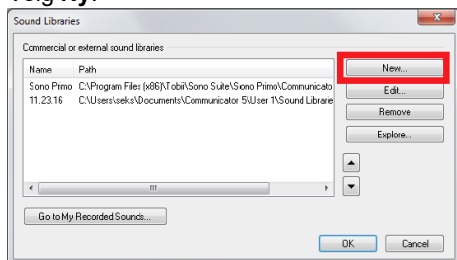 Vælg Ny.
Sound Libraries
Commercial or external sound libraries
Name Path
New...
Sono Primo C:\Program Files (x86)\Tobii\Sono Suite\Sono Primo\Communicato
Edit...
11.23.16 C:\Users\seks\Documents\Communicator 5\User 1\Sound Librarie
Remove
Explore...
Go to My Recorded Sounds...
OK Cancel